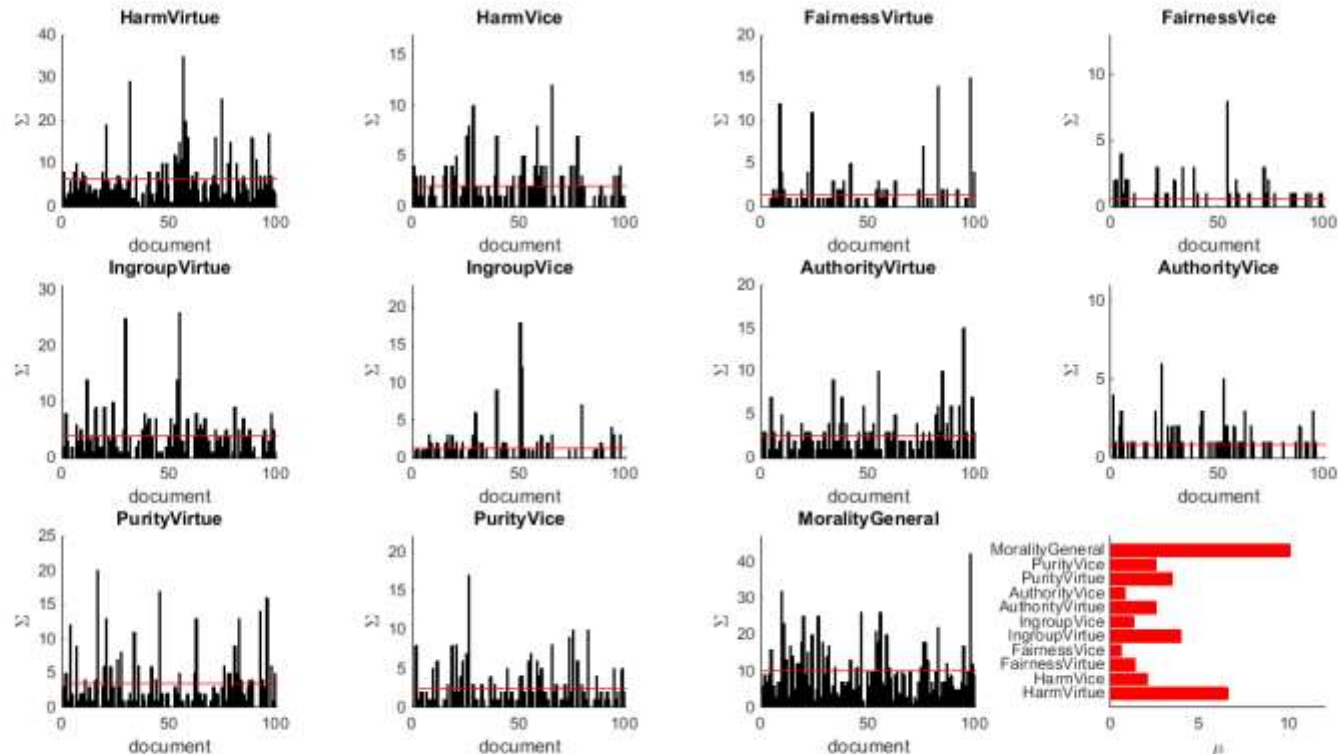 HarmVirtue
40
30
20
10
0
Σ
0 50 100
document
HarmVice
15
10
5
0
Σ
0 50 100
document
FairnessVirtue
20
15
10
5
0
Σ
0 50 100
document
FairnessVice
10
5
0
Σ
0 50 100
document
IngroupVirtue
30
20
10
0
Σ
0 50 100
document
IngroupVice
20
15
10
5
0
Σ
0 50 100
document
AuthorityVirtue
20
15
10
5
0
Σ
0 50 100
document
AuthorityVice
10
5
0
Σ
0 50 100
document
PurityVirtue
25
20
15
10
5
0
Σ
0 50 100
document
PurityVice
20
15
10
5
0
Σ
0 50 100
document
MoralityGeneral
40
30
20
10
0
Σ
0 50 100
document
MoralityGeneral
PurityVice
PurityVirtue
AuthorityVice
AuthorityVirtue
IngroupVice
IngroupVirtue
FairnessVice
FairnessVirtue
HarmVice
HarmVirtue
0 5 10